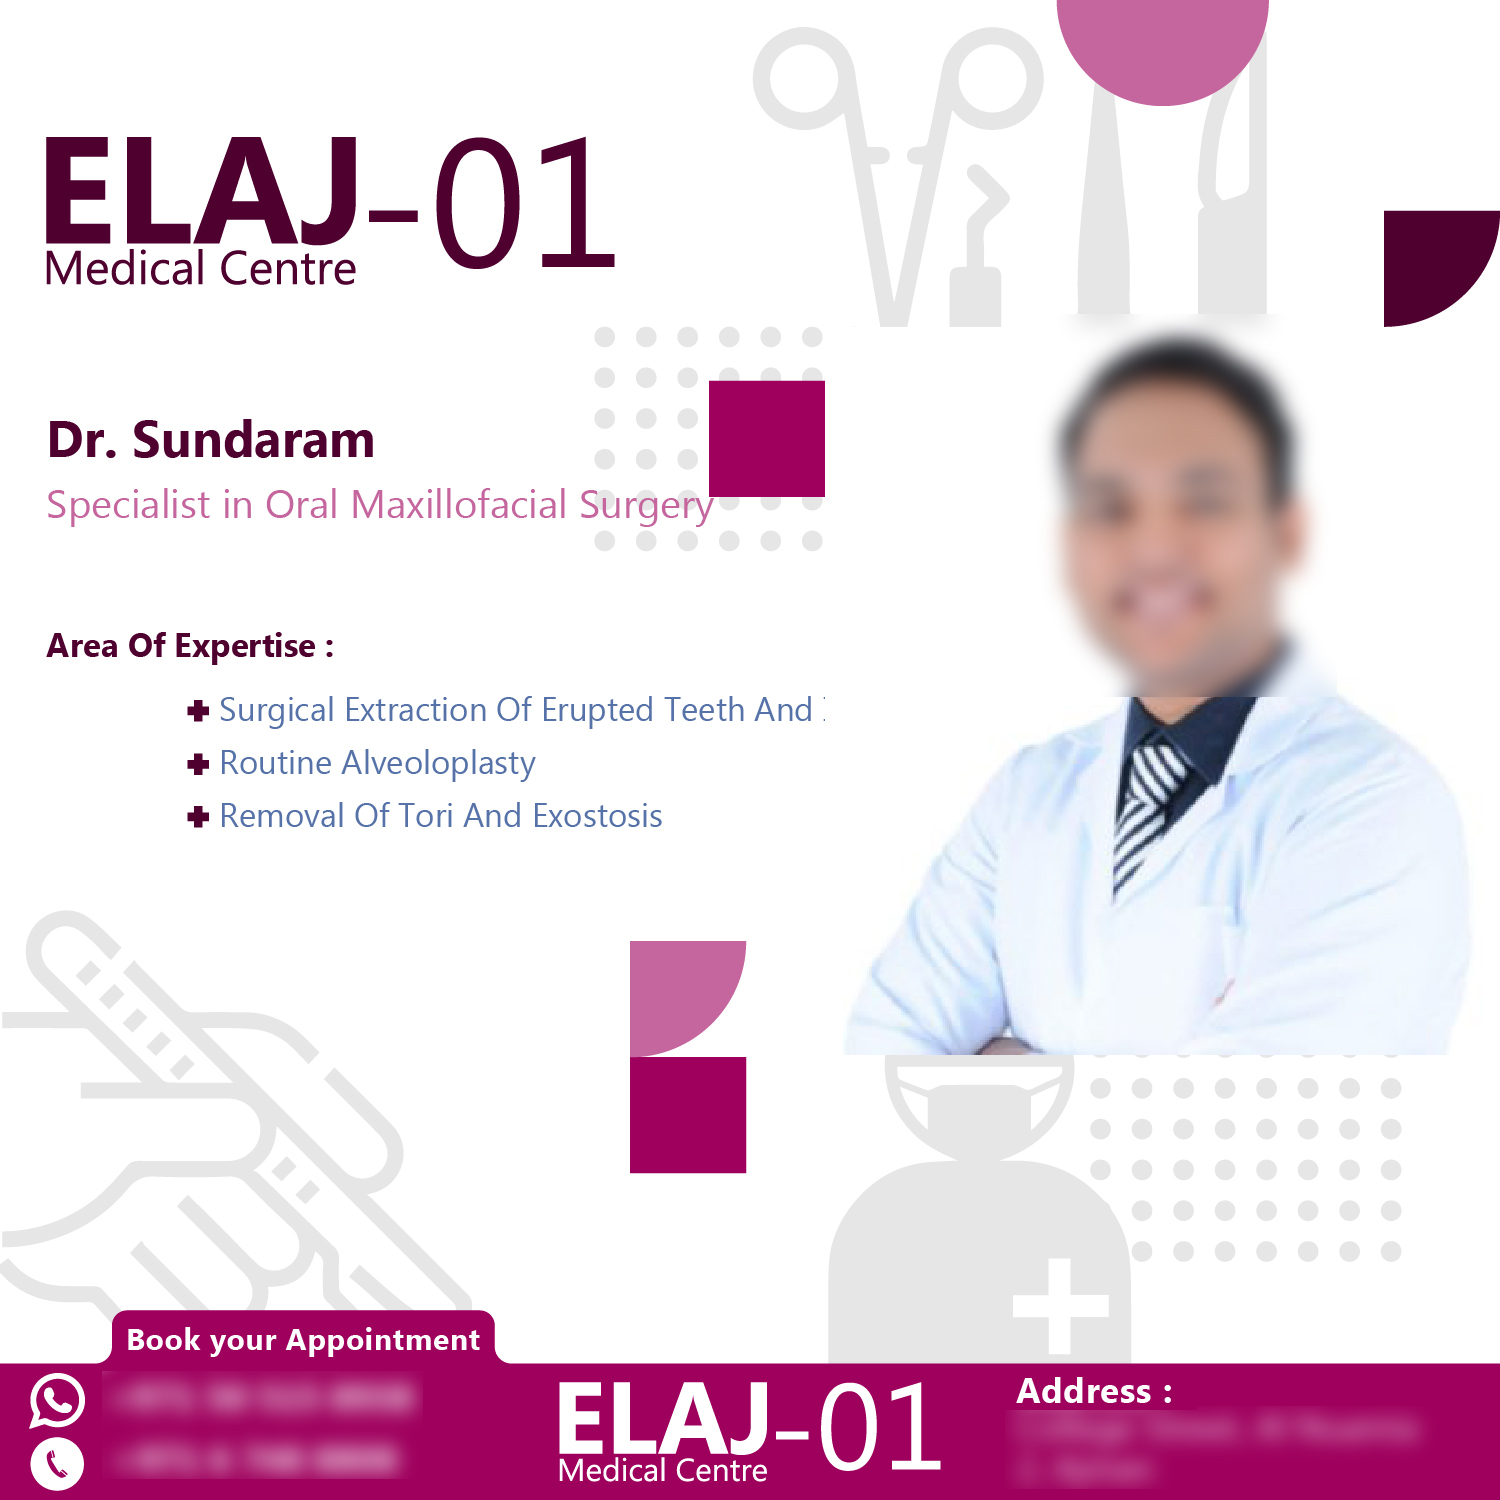 ELAJ-01
Medical Centre
Dr. Sundaram
Specialist in Oral Maxillofacial Surgery
Area Of Expertise :
Surgical Extraction Of Erupted Teeth And
Routine Alveoloplasty
Removal Of Tori And Exostosis
Book your Appointment
ELAJ-01
Medical Centre
Address :